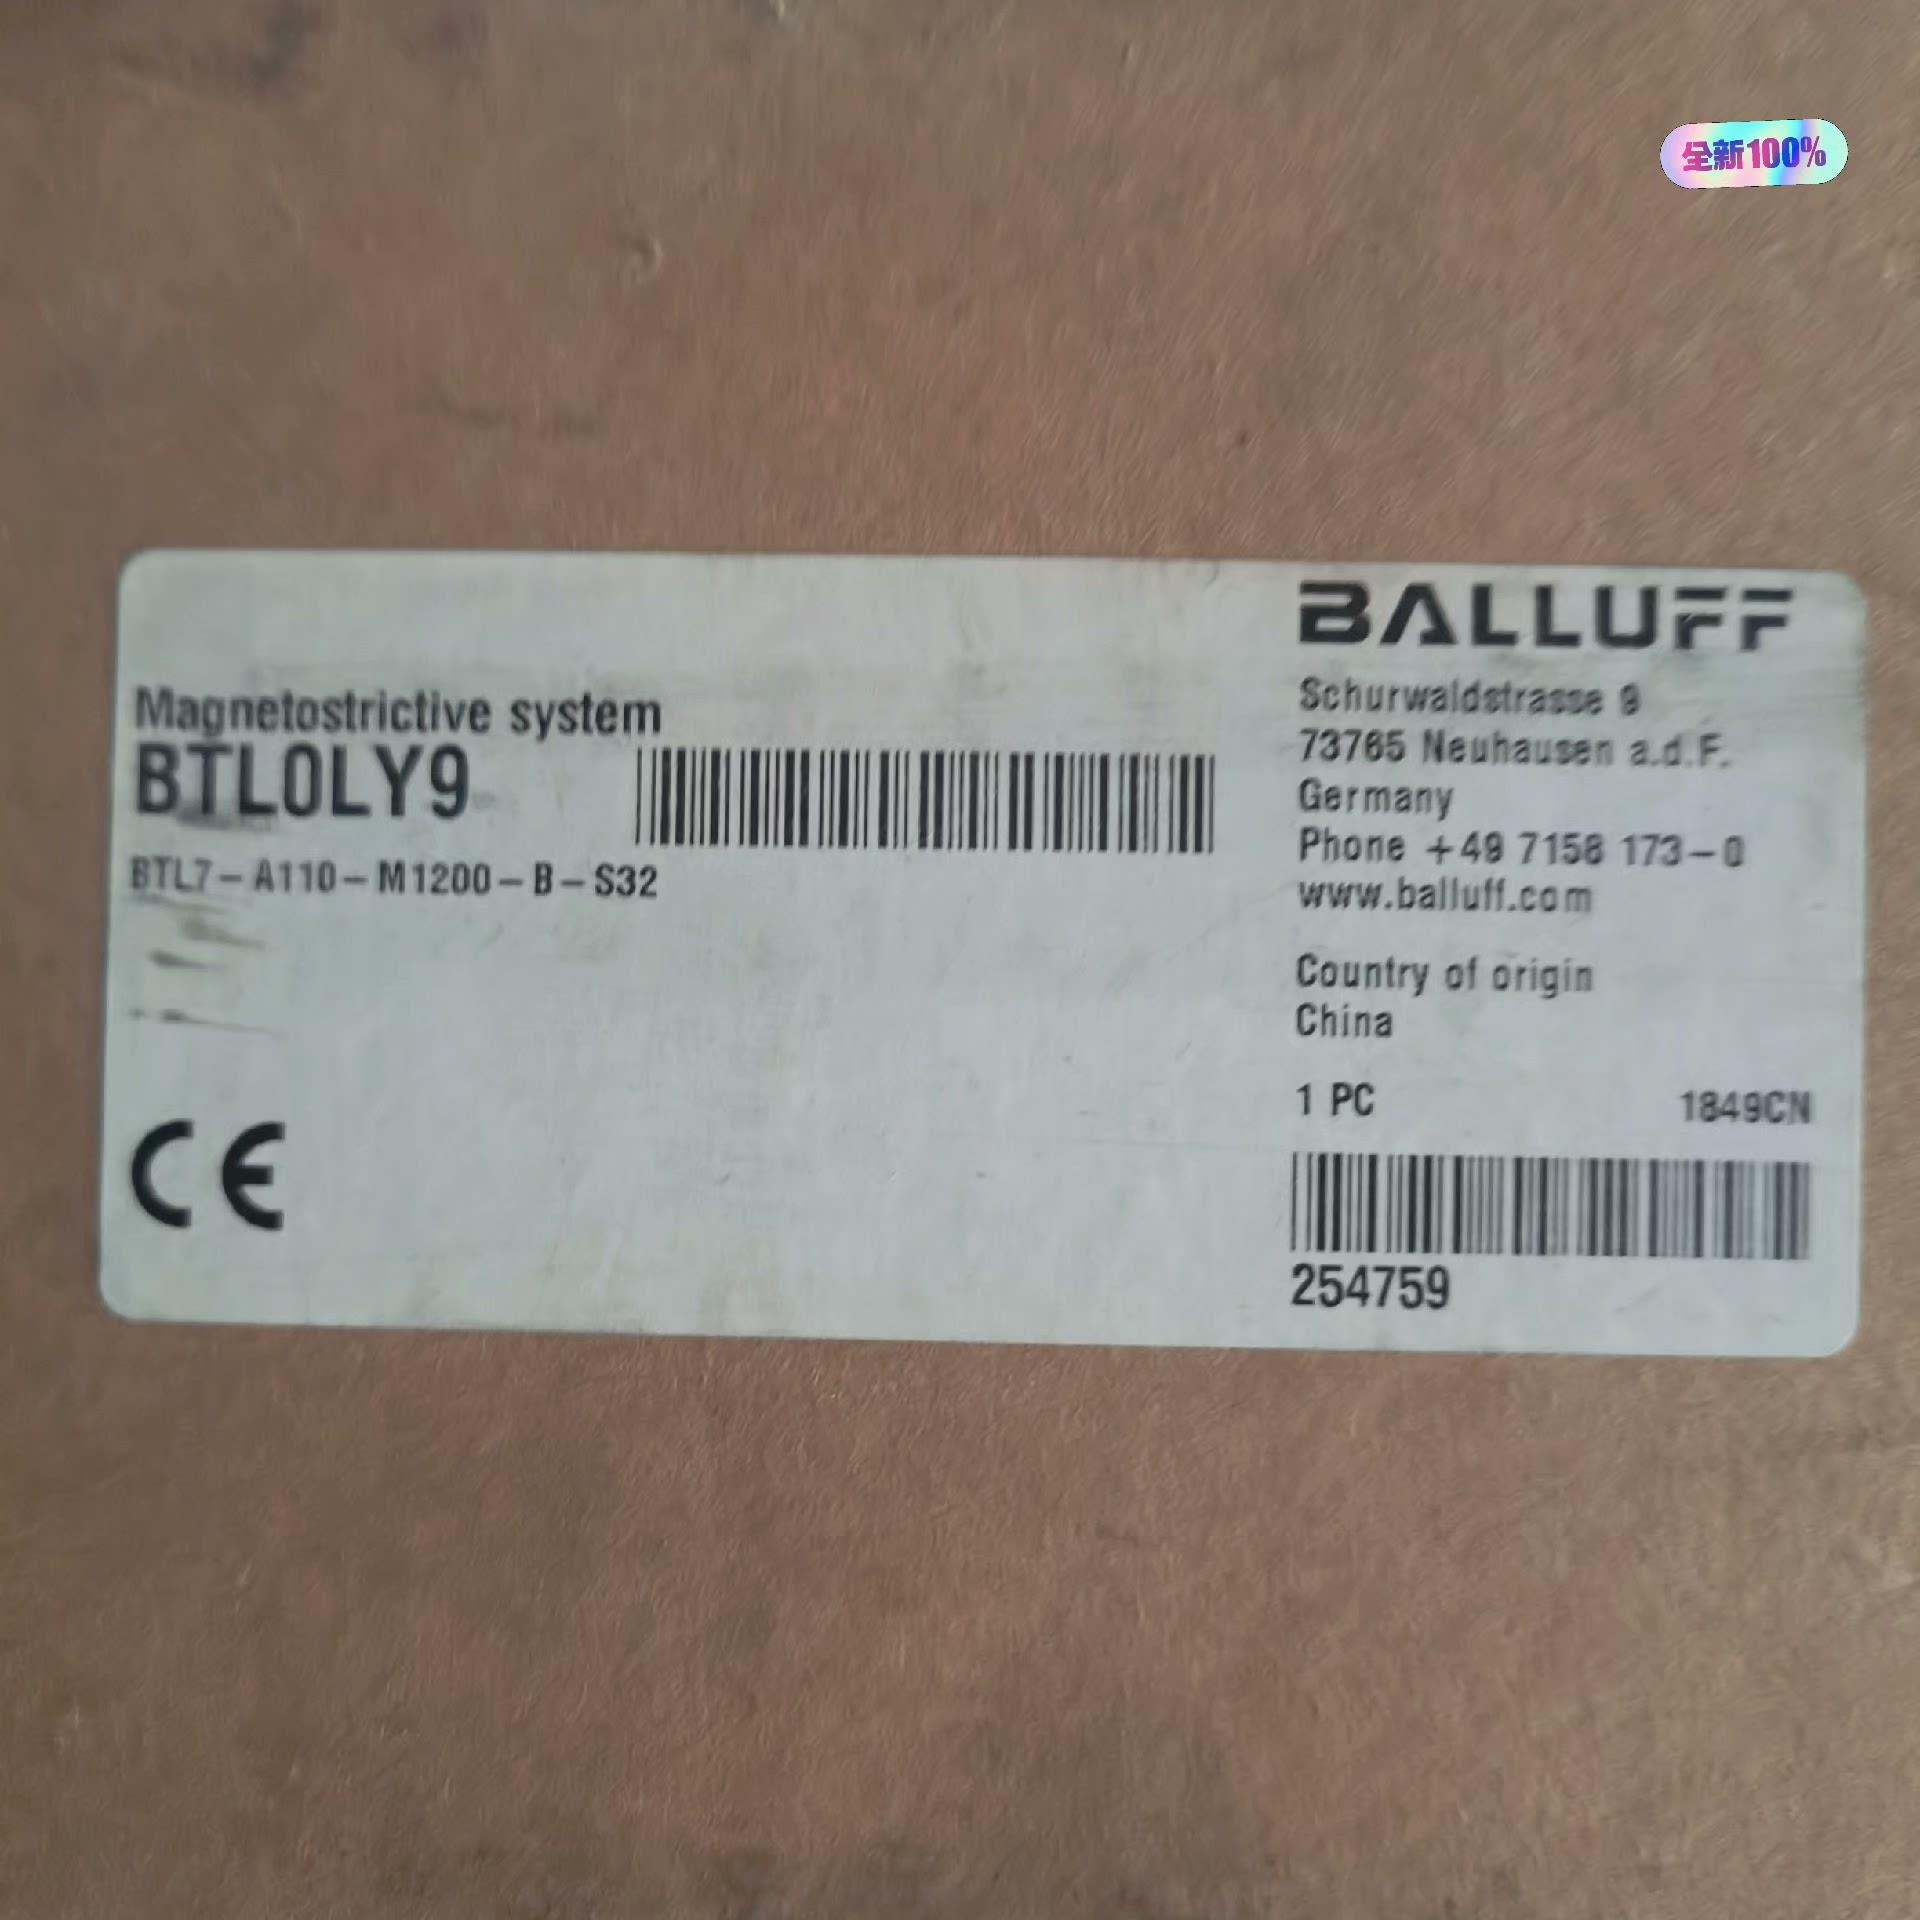 全新100%
BALLUFF
Magnetostrictive system
BTL0LY9
BTL7-A110-M1200-B-S32
Schurwaldstrasse 9
73765 Neuhausen a.d.F.
Germany
Phone +49 7158 173-0
www.balluff.com
Country of origin
China
1 PC 1849CN
254759
CE